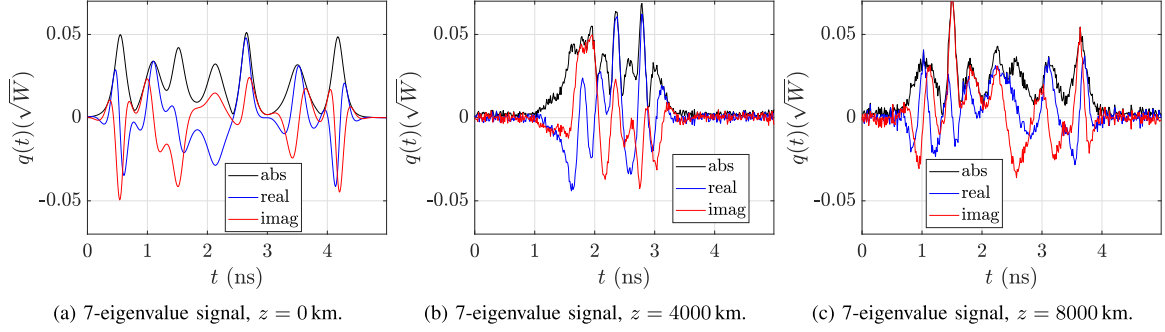 0.05
0
-0.05
q(t)(√W)
abs
real
imag
0 1 2 3 4
t (ns)
(a) 7-eigenvalue signal, z = 0 km.
0.05
0
-0.05
q(t)(√W)
abs
real
imag
0 1 2 3 4
t (ns)
(b) 7-eigenvalue signal, z = 4000 km.
0.05
0
-0.05
q(t)(√W)
abs
real
imag
0 1 2 3 4
t (ns)
(c) 7-eigenvalue signal, z = 8000 km.